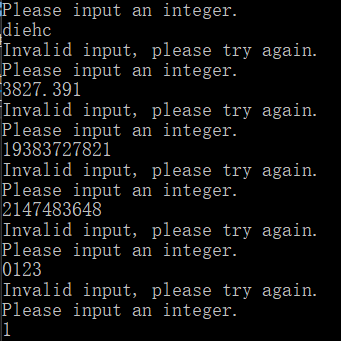 Please input an integer.
diehc
Invalid input, please try again.
Please input an integer.
3827.391
Invalid input, please try again.
Please input an integer.
19383727821
Invalid input, please try again.
Please input an integer.
2147483648
Invalid input, please try again.
Please input an integer.
0123
Invalid input, please try again.
Please input an integer.
1